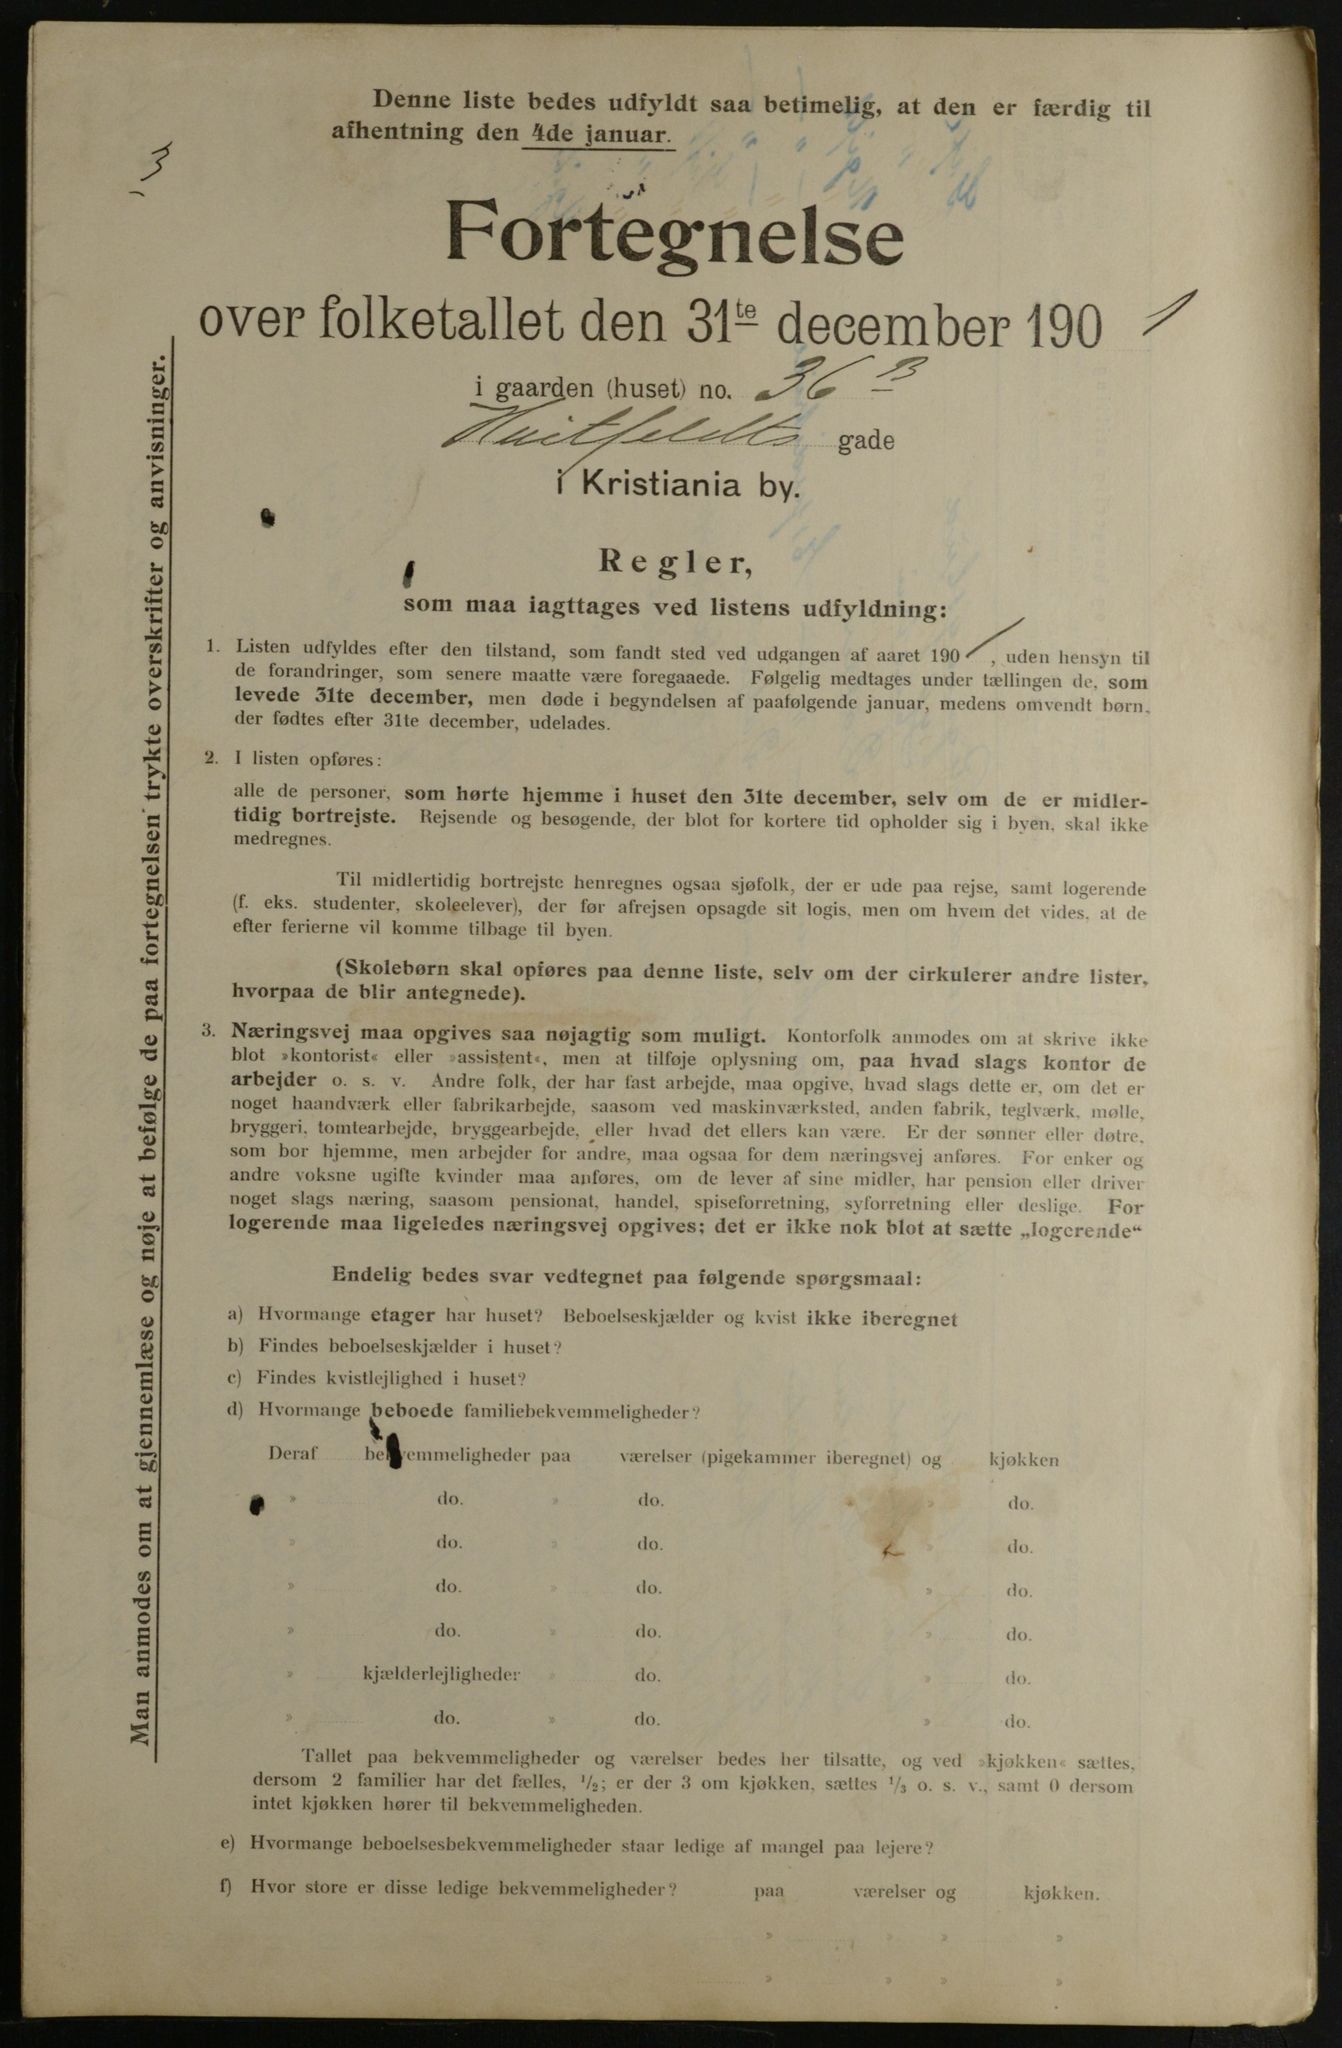 Denne liste bedes udfyldt saa betimelig, at den er færdig til
afhentning den 4de januar.
3
Fortegnelse
over folketallet den 31te december 190 1
i gaarden (huset) no. 36 B
Huitfeldts gade
i Kristiania by.
Regler,
som maa iagttages ved listens udfyldning:
1. Listen udfyldes efter den tilstand, som fandt sted ved udgangen af aaret 190 1, uden hensyn til
de forandringer, som senere maatte være foregaaede. Følgelig medtages under tællingen de, som
levede 31te december, men døde i begyndelsen af paafølgende januar, medens omvendt børn,
der fødtes efter 31te december, udelades.
2. I listen opføres:
alle de personer, som hørte hjemme i huset den 31te december, selv om de er midler-
tidig bortrejste. Rejsende og besøgende, der blot for kortere tid opholder sig i byen, skal ikke
medregnes.
Til midlertidig bortrejste henregnes ogsaa sjøfolk, der er ude paa rejse, samt logerende
(f. eks. studenter, skoleelever), der før afrejsen opsagde sit logis, men om hvem det vides, at de
efter ferierne vil komme tilbage til byen.
(Skolebørn skal opføres paa denne liste, selv om der cirkulerer andre lister,
hvorpaa de blir antegnede).
3. Næringsvej maa opgives saa nøjagtig som muligt. Kontorfolk anmodes om at skrive ikke
blot »kontorist« eller »assistent«, men at tilføje oplysning om, paa hvad slags kontor de
arbejder o. s. v. Andre folk, der har fast arbejde, maa opgive, hvad slags dette er, om det er
noget haandværk eller fabrikarbejde, saasom ved maskinværksted, anden fabrik, teglværk, mølle,
bryggeri, tomtearbejde, bryggearbejde, eller hvad det ellers kan være. Er der sønner eller døtre,
som bor hjemme, men arbejder for andre, maa ogsaa for dem næringsvej anføres. For enker og
andre voksne ugifte kvinder maa anføres, om de lever af sine midler, har pension eller driver
noget slags næring, saasom pensionat, handel, spiseforretning, syforretning eller deslige. For
logerende maa ligeledes næringsvej opgives; det er ikke nok blot at sætte „logerende“
Endelig bedes svar vedtegnet paa følgende spørgsmaal:
a) Hvormange etager har huset? Beboelseskjælder og kvist ikke iberegnet
b) Findes beboelseskjælder i huset?
c) Findes kvistlejlighed i huset?
d) Hvormange beboede familiebekvemmeligheder?
Deraf bekvemmeligheder paa værelser (pigekammer iberegnet) og kjøkken
» do. » do. » do.
» do. » do. » do.
» do. » do. » do.
» do. » do. » do.
» kjælderlejligheder » do. » do.
» do. » do. » do.
Tallet paa bekvemmeligheder og værelser bedes her tilsatte, og ved »kjøkken« sættes,
dersom 2 familier har det fælles, 1/2; er der 3 om kjøkken, sættes 1/3 o. s. v., samt 0 dersom
intet kjøkken hører til bekvemmeligheden.
e) Hvormange beboelsesbekvemmeligheder staar ledige af mangel paa lejere?
f) Hvor store er disse ledige bekvemmeligheder? paa værelser og kjøkken.
» » » »
» » » »
Man anmodes om at gjennemlæse og nøje at befølge de paa fortegnelsen trykte overskrifter og anvisninger.